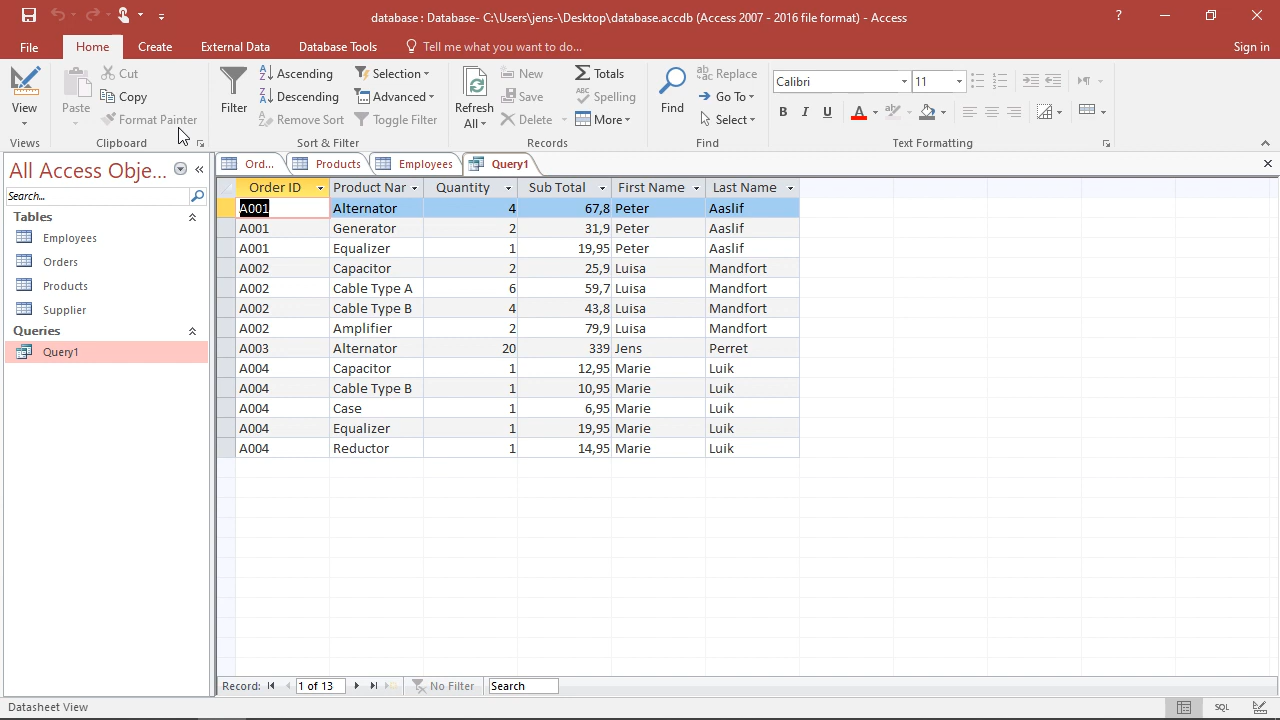 database : Database- C:\Users\jens-\Desktop\database.accdb (Access 2007 - 2016 file format) - Access
?
File Home Create External Data Database Tools Tell me what you want to do... Sign in
View
Views
Paste
Cut
Copy
Format Painter
Clipboard
Filter
Ascending
Descending
Remove Sort
Selection
Advanced
Toggle Filter
Sort & Filter
Refresh
All
New
Save
Delete
Totals
Spelling
More
Records
Find
Replace
Go To
Select
Find
Calibri 11
B I U A ab
Text Formatting
All Access Obje...
Search...
Tables
Employees
Orders
Products
Supplier
Queries
Query1
Ord... Products Employees Query1
Order ID Product Nar Quantity Sub Total First Name Last Name
A001 Alternator 4 67,8 Peter Aaslif
A001 Generator 2 31,9 Peter Aaslif
A001 Equalizer 1 19,95 Peter Aaslif
A002 Capacitor 2 25,9 Luisa Mandfort
A002 Cable Type A 6 59,7 Luisa Mandfort
A002 Cable Type B 4 43,8 Luisa Mandfort
A002 Amplifier 2 79,9 Luisa Mandfort
A003 Alternator 20 339 Jens Perret
A004 Capacitor 1 12,95 Marie Luik
A004 Cable Type B 1 10,95 Marie Luik
A004 Case 1 6,95 Marie Luik
A004 Equalizer 1 19,95 Marie Luik
A004 Reductor 1 14,95 Marie Luik
Record: 1 of 13 No Filter Search
Datasheet View SQL